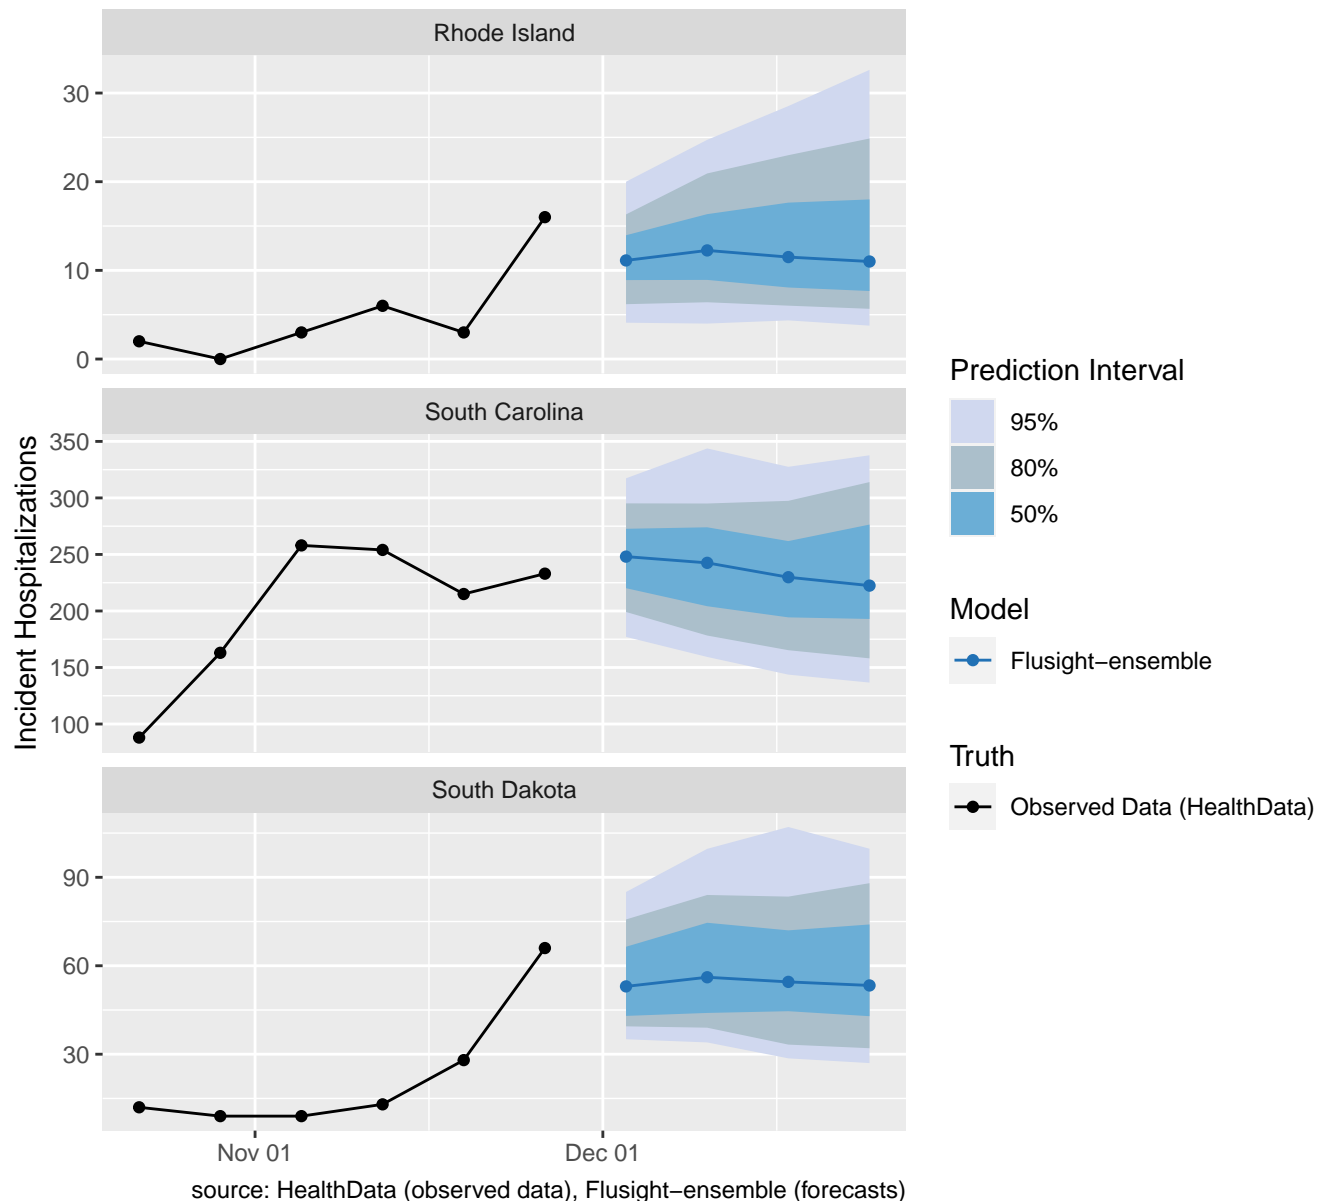 Rhode Island
30
20
10
0
South Carolina
350
300
250
200
150
100
South Dakota
90
60
30
Nov 01
Dec 01
Incident Hospitalizations
source: HealthData (observed data), Flusight−ensemble (forecasts)
Prediction Interval
95%
80%
50%
Model
Flusight−ensemble
Truth
Observed Data (HealthData)